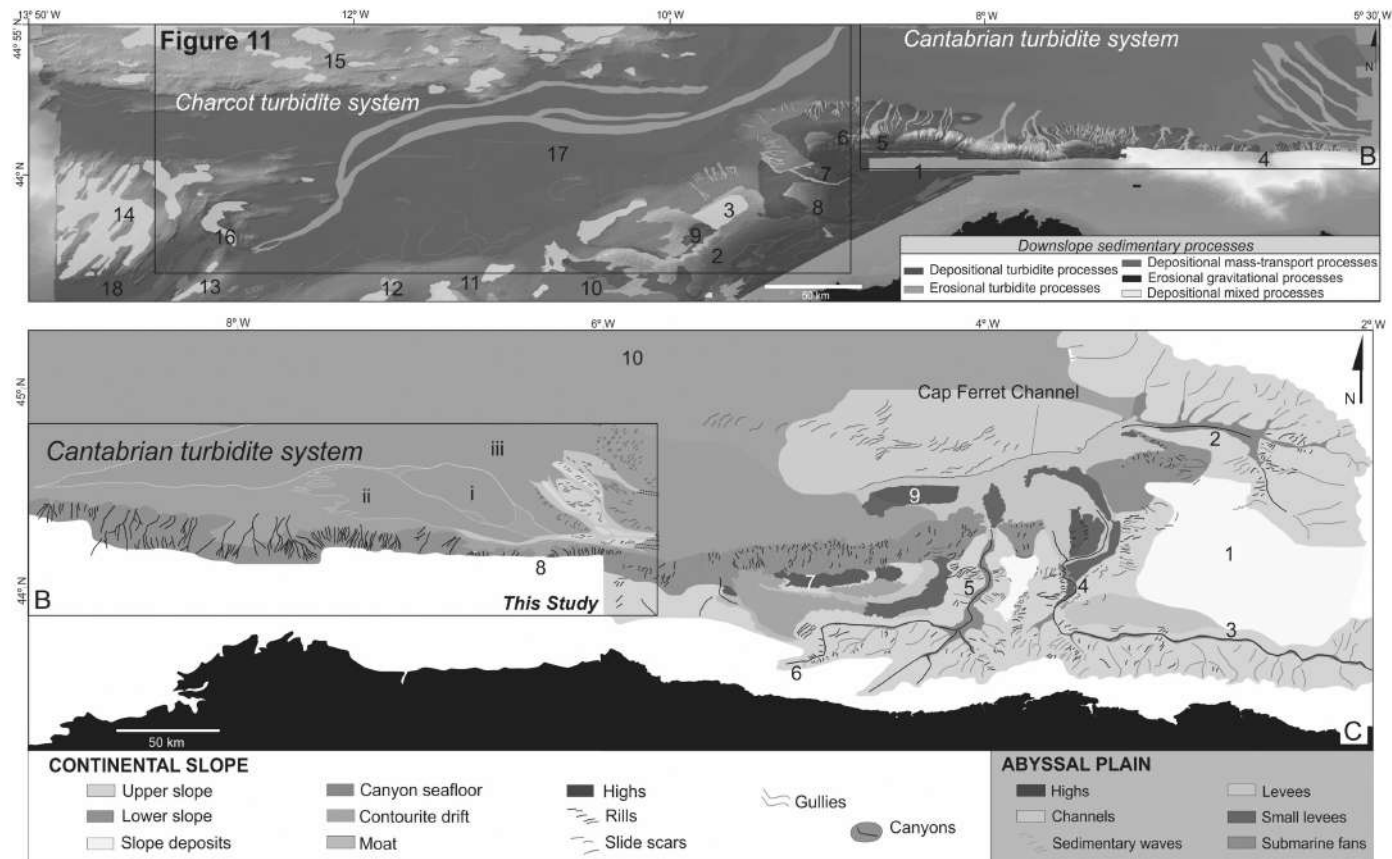 13° 50' W
12° W
10° W
8° W
5° 30' W
44° 55' N
44° N
Figure 11
15
Charcot turbidite system
Cantabrian turbidite system
N
17
14
16
18
13
12
11
10
9
2
3
6
5
7
8
1
4
B
50 km
Downslope sedimentary processes
Depositional turbidite processes
Erosional turbidite processes
Depositional mass-transport processes
Erosional gravitational processes
Depositional mixed processes
8° W
6° W
4° W
2° W
45° N
44° N
10
Cap Ferret Channel
N
Cantabrian turbidite system
iii
ii
i
2
9
1
8
7
5
4
3
6
B
This Study
50 km
C
CONTINENTAL SLOPE
Upper slope
Lower slope
Slope deposits
Canyon seafloor
Contourite drift
Moat
Highs
Rills
Slide scars
Gullies
Canyons
ABYSSAL PLAIN
Highs
Channels
Sedimentary waves
Levees
Small levees
Submarine fans